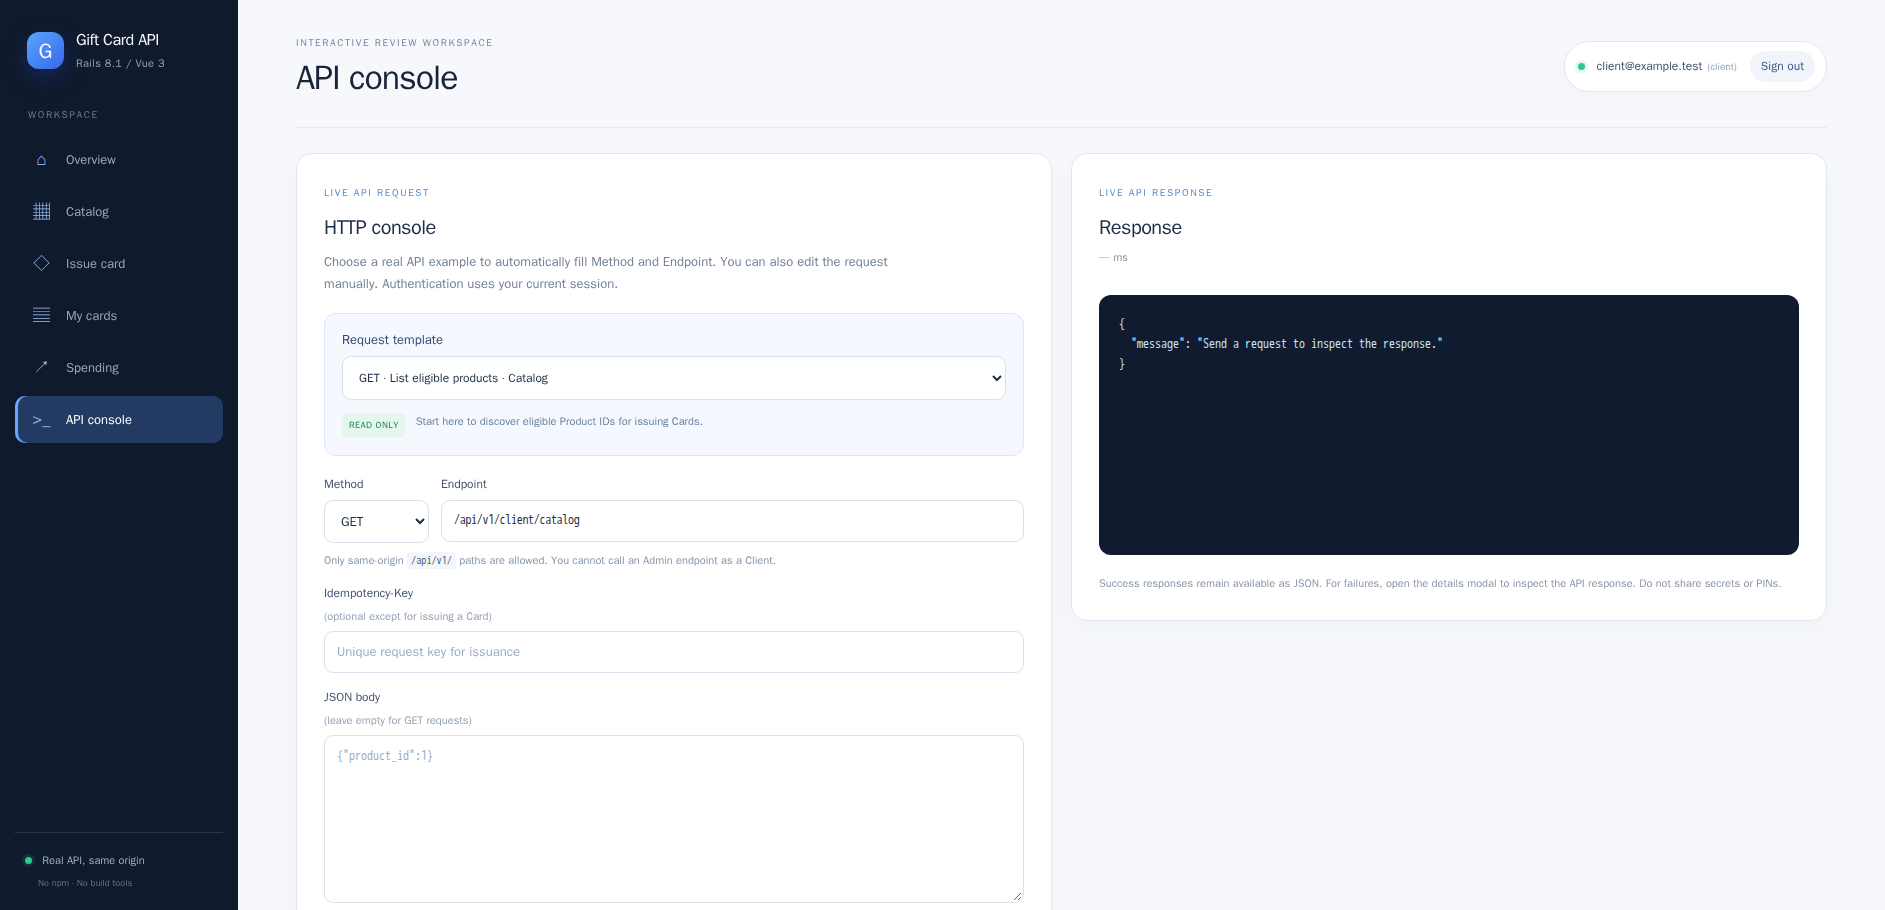 G
Gift Card API
Rails 8.1 / Vue 3
WORKSPACE
Overview
Catalog
Issue card
My cards
Spending
>_ API console
Real API, same origin
No npm · No build tools
INTERACTIVE REVIEW WORKSPACE
API console
client@example.test (client)
Sign out
LIVE API REQUEST
HTTP console
Choose a real API example to automatically fill Method and Endpoint. You can also edit the request
manually. Authentication uses your current session.
Request template
GET · List eligible products · Catalog
READ ONLY
Start here to discover eligible Product IDs for issuing Cards.
Method
Endpoint
GET
/api/v1/client/catalog
Only same-origin /api/v1/ paths are allowed. You cannot call an Admin endpoint as a Client.
Idempotency-Key
(optional except for issuing a Card)
Unique request key for issuance
JSON body
(leave empty for GET requests)
{"product_id":1}
LIVE API RESPONSE
Response
— ms
{
"message": "Send a request to inspect the response."
}
Success responses remain available as JSON. For failures, open the details modal to inspect the API response. Do not share secrets or PINs.